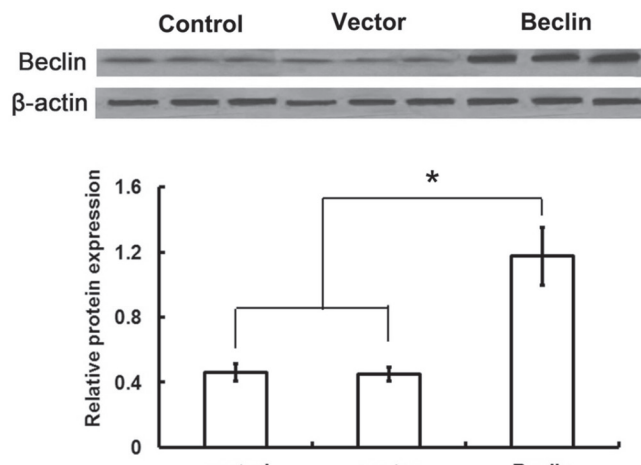 Control Vector Beclin
Beclin
β-actin
Relative protein expression
*
1.6
1.2
0.8
0.4
0